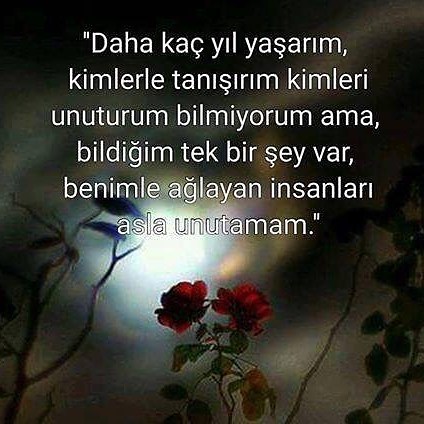 "Daha kaç yıl yaşarım,
kimlerle tanışırım kimleri
unuturum bilmiyorum ama,
bildiğim tek bir şey var,
benimle ağlayan insanları
asla unutamam."